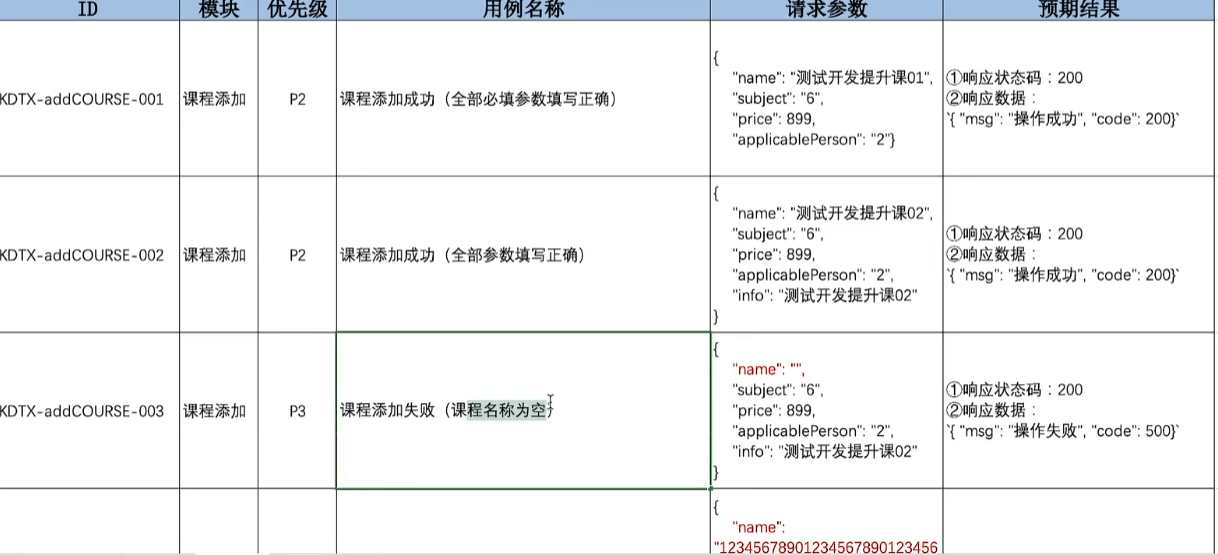 ID 模块 优先级 用例名称 请求参数 预期结果
KDTX-addCOURSE-001 课程添加 P2 课程添加成功（全部必填参数填写正确）
{
"name": "测试开发提升课01",
"subject": "6",
"price": 899,
"applicablePerson": "2"}
①响应状态码：200
②响应数据：
`{ "msg": "操作成功", "code": 200}`
KDTX-addCOURSE-002 课程添加 P2 课程添加成功（全部参数填写正确）
{
"name": "测试开发提升课02",
"subject": "6",
"price": 899,
"applicablePerson": "2",
"info": "测试开发提升课02"
}
①响应状态码：200
②响应数据：
`{ "msg": "操作成功", "code": 200}`
KDTX-addCOURSE-003 课程添加 P3 课程添加失败（课程名称为空）
{
"name": "",
"subject": "6",
"price": 899,
"applicablePerson": "2",
"info": "测试开发提升课02"
}
①响应状态码：200
②响应数据：
`{ "msg": "操作失败", "code": 500}`
{
"name":
"12345678901234567890123456